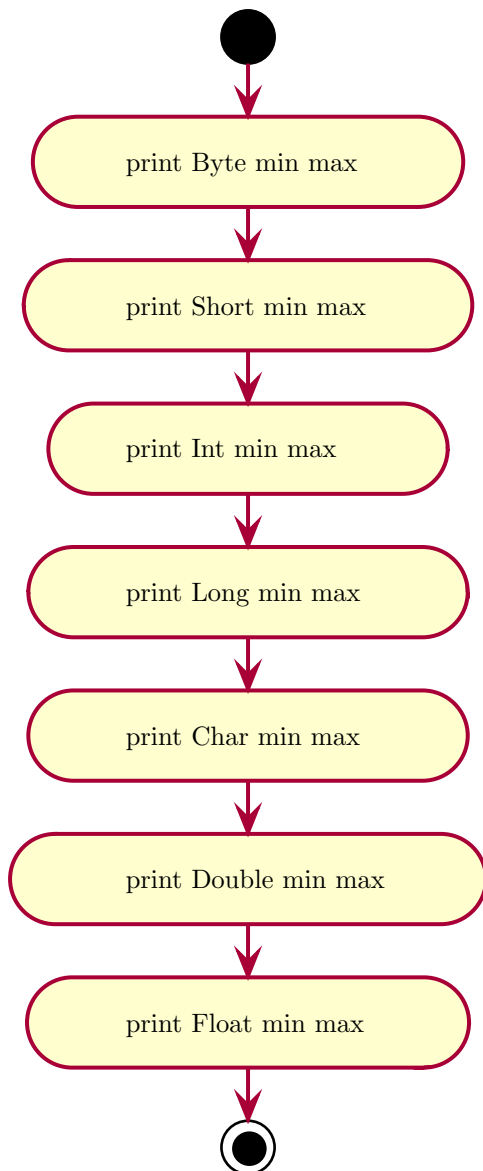 print Byte min max
print Short min max
print Int min max
print Long min max
print Char min max
print Double min max
print Float min max